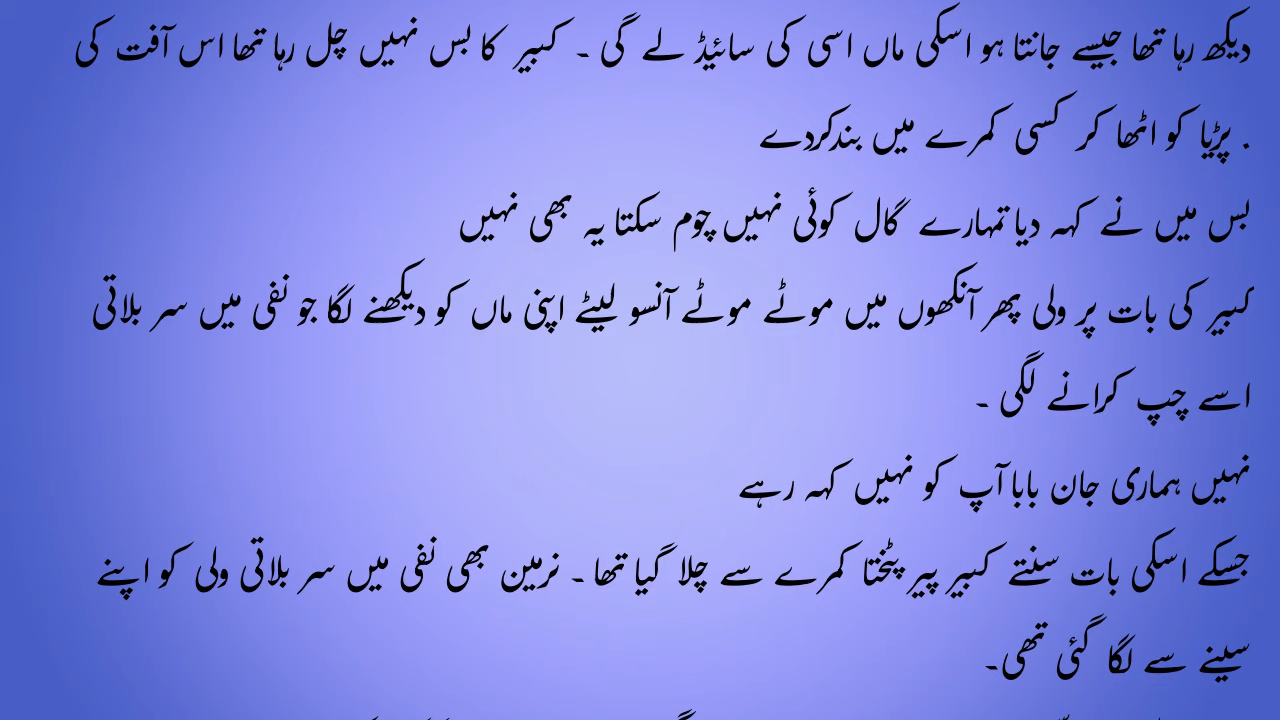 دیکھ رہا تھا جیسے جانتا ہو اسکی ماں اسی کی سائیڈ لے گی ۔ کبیر کا بس نہیں چل رہا تھا اس آفت کی
. پڑیا کو اٹھا کر کسی کمرے میں بندکردے
بس میں نے کہہ دیا تمہارے گال کوئی نہیں چوم سکتا یہ بھی نہیں
کبیر کی بات پر ولی پھر آنکھوں میں موٹے موٹے آنسو لیئے اپنی ماں کو دیکھنے لگا جو نفی میں سر ہلاتی
اسے چپ کرانے لگی ۔
نہیں ہماری جان بابا آپ کو نہیں کہہ رہے
جسکے اسکی بات سنتے کبیر پیر پٹختا کمرے سے چلا گیا تھا ۔ نرمین بھی نفی میں سر ہلاتی ولی کو اپنے
سینے سے لگا گئی تھی۔